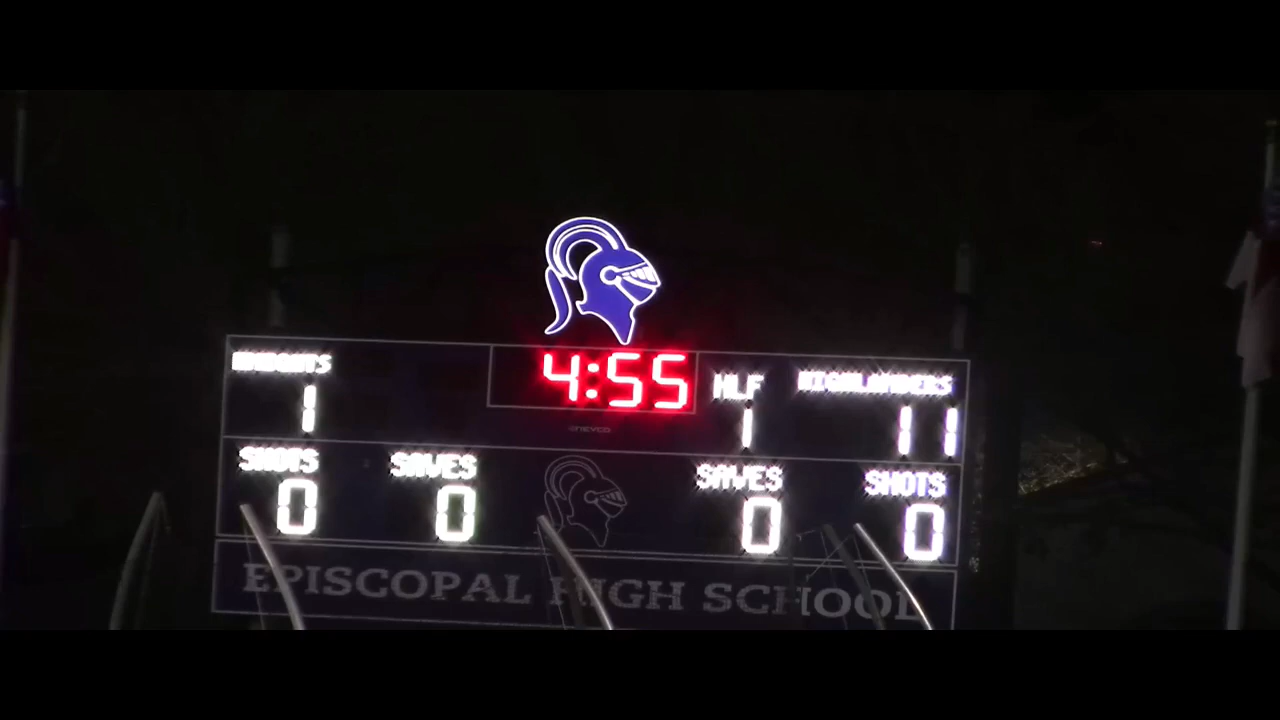 4:55
KNIGHTS HLF HIGHLANDERS
1 1 11
NEVCO
SHOTS SAVES SAVES SHOTS
0 0 0 0
EPISCOPAL HIGH SCHOOL